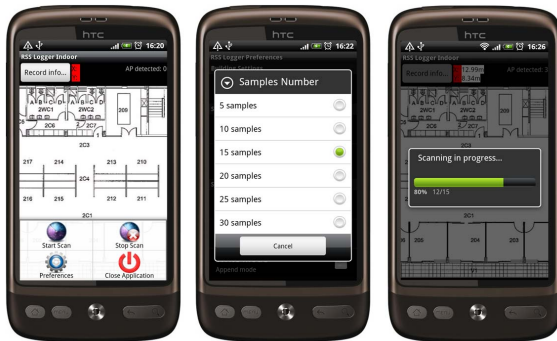 htc
16:20
RSS Logger Indoor
Record info...
AP detected: 0
A B C D
A B C D
2WC1
2WC2
209
2C6
2C7
2C3
217
214
213
210
2C4
216
215
212
211
2C1
Start Scan
Stop Scan
Preferences
Close Application
htc
16:22
RSS Logger Preferences
Samples Number
5 samples
10 samples
15 samples
20 samples
25 samples
30 samples
Cancel
Append mode
htc
16:26
RSS Logger Indoor
Record info...
12.99m
8.34m
AP detected:
Scanning in progress...
80% 12/15
2C1
205
204
203